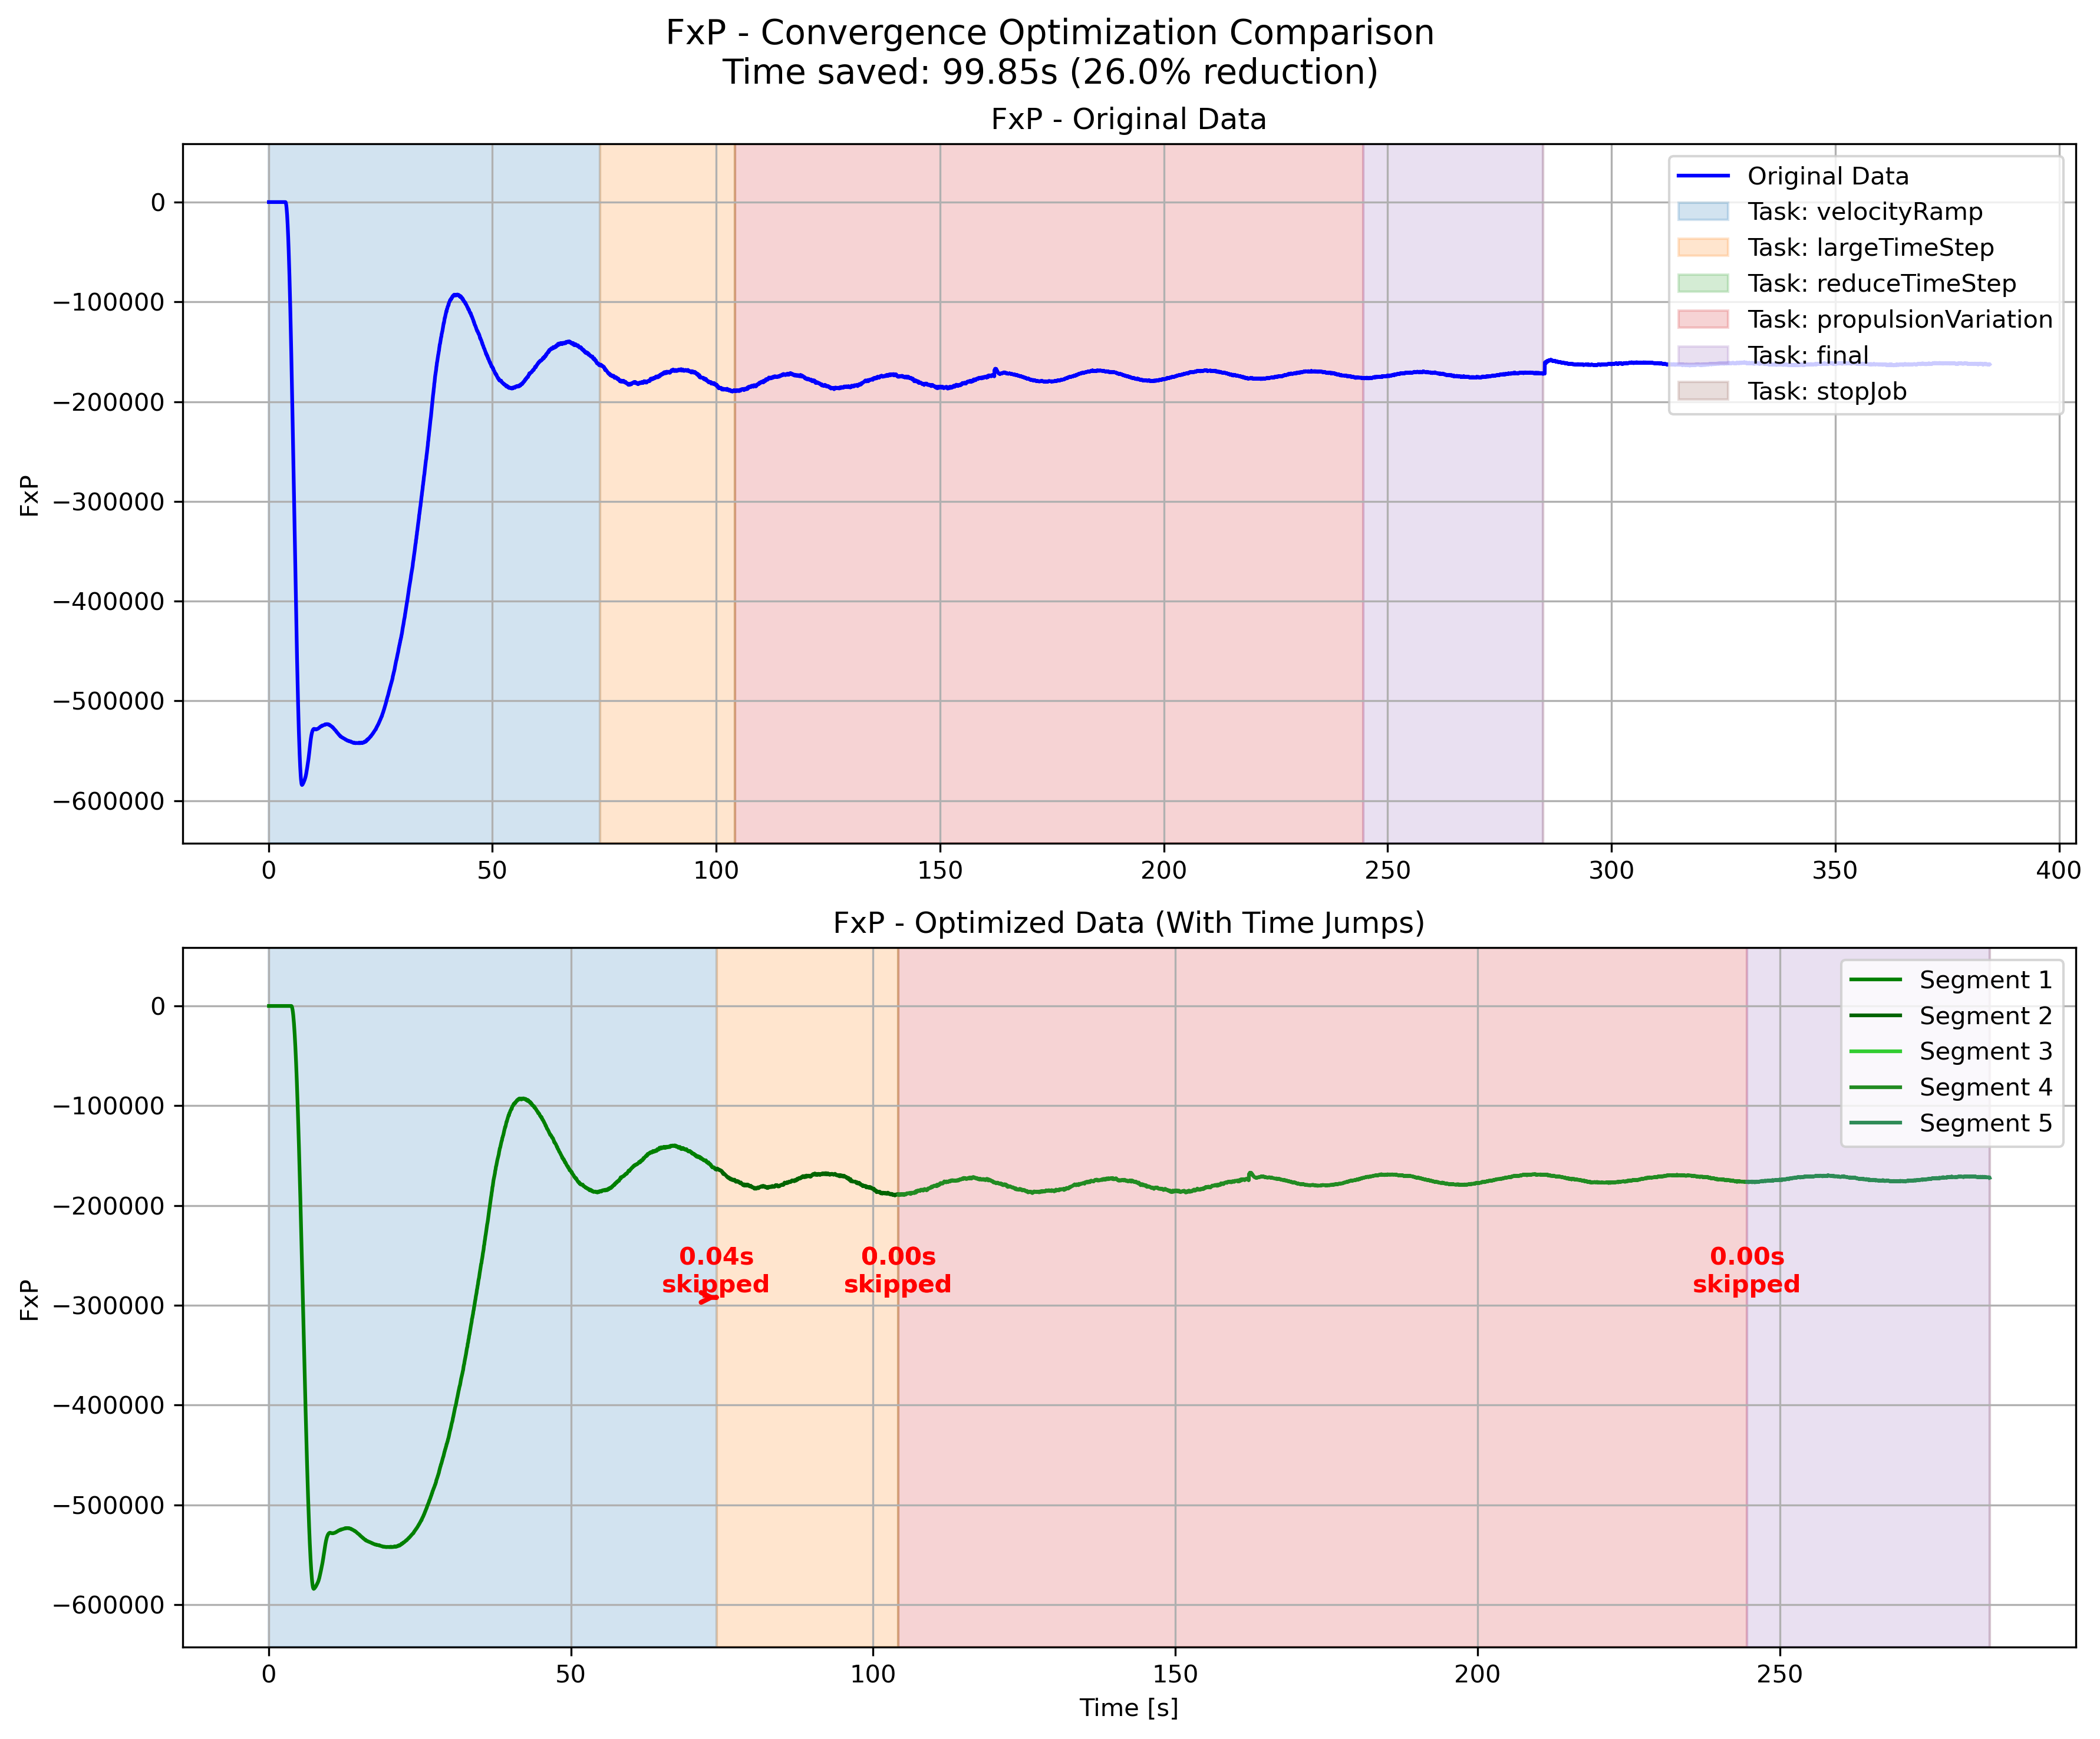 FxP - Convergence Optimization Comparison
Time saved: 99.85s (26.0% reduction)
FxP - Original Data
FxP
0
−100000
−200000
−300000
−400000
−500000
−600000
0 50 100 150 200 250 300 350 400
Original Data
Task: velocityRamp
Task: largeTimeStep
Task: reduceTimeStep
Task: propulsionVariation
Task: final
Task: stopJob
FxP - Optimized Data (With Time Jumps)
FxP
0
−100000
−200000
−300000
−400000
−500000
−600000
0 50 100 150 200 250
Time [s]
Segment 1
Segment 2
Segment 3
Segment 4
Segment 5
0.04s
skipped
0.00s
skipped
0.00s
skipped